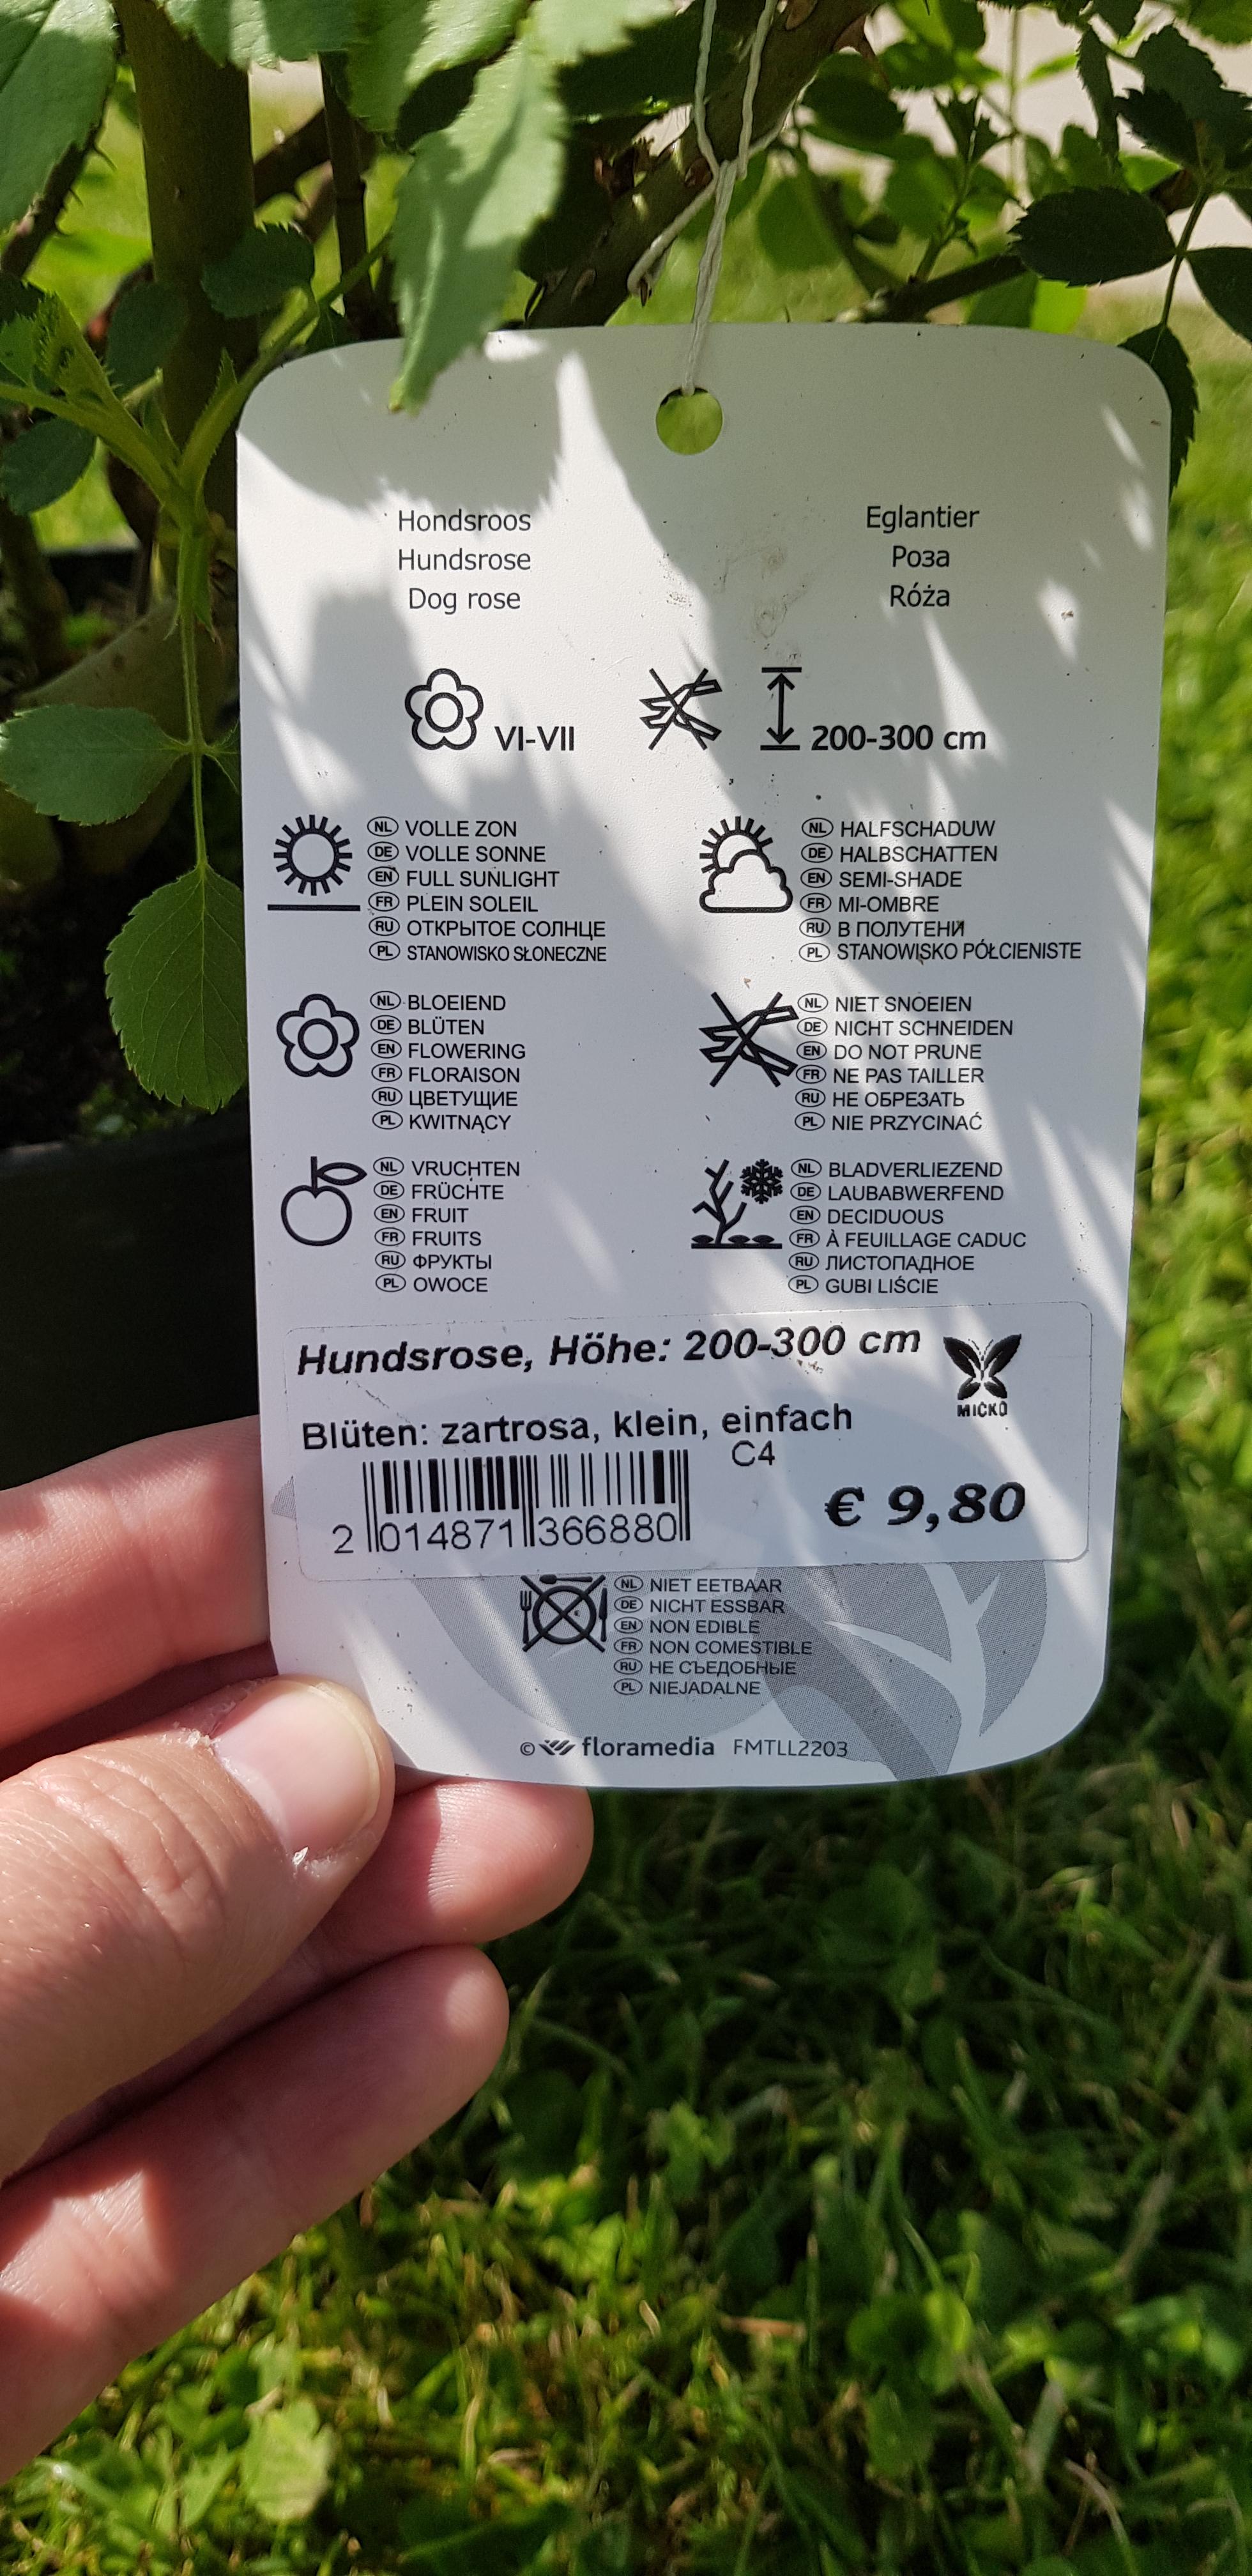 Hondsroos
Hundsrose
Dog rose
Eglantier
Роза
Róża
VI-VII
200-300 cm
NL VOLLE ZON
DE VOLLE SONNE
EN FULL SUNLIGHT
FR PLEIN SOLEIL
RU ОТКРЫТОЕ СОЛНЦЕ
PL STANOWISKO SŁONECZNE
NL HALFSCHADUW
DE HALBSCHATTEN
EN SEMI-SHADE
FR MI-OMBRE
RU В ПОЛУТЕНИ
PL STANOWISKO PÓŁCIENISTE
NL BLOEIEND
DE BLÜTEN
EN FLOWERING
FR FLORAISON
RU ЦВЕТУЩИЕ
PL KWITNĄCY
NL NIET SNOEIEN
DE NICHT SCHNEIDEN
EN DO NOT PRUNE
FR NE PAS TAILLER
RU НЕ ОБРЕЗАТЬ
PL NIE PRZYCINAĆ
NL VRUCHTEN
DE FRÜCHTE
EN FRUIT
FR FRUITS
RU ФРУКТЫ
PL OWOCE
NL BLADVERLIEZEND
DE LAUBABWERFEND
EN DECIDUOUS
FR À FEUILLAGE CADUC
RU ЛИСТОПАДНОЕ
PL GUBI LIŚCIE
Hundsrose, Höhe: 200-300 cm
MIČKO
Blüten: zartrosa, klein, einfach
C4
2 014871 366880
€ 9,80
NL NIET EETBAAR
DE NICHT ESSBAR
EN NON EDIBLE
FR NON COMESTIBLE
RU НЕ СЪЕДОБНЫЕ
PL NIEJADALNE
© floramedia FMTLL2203